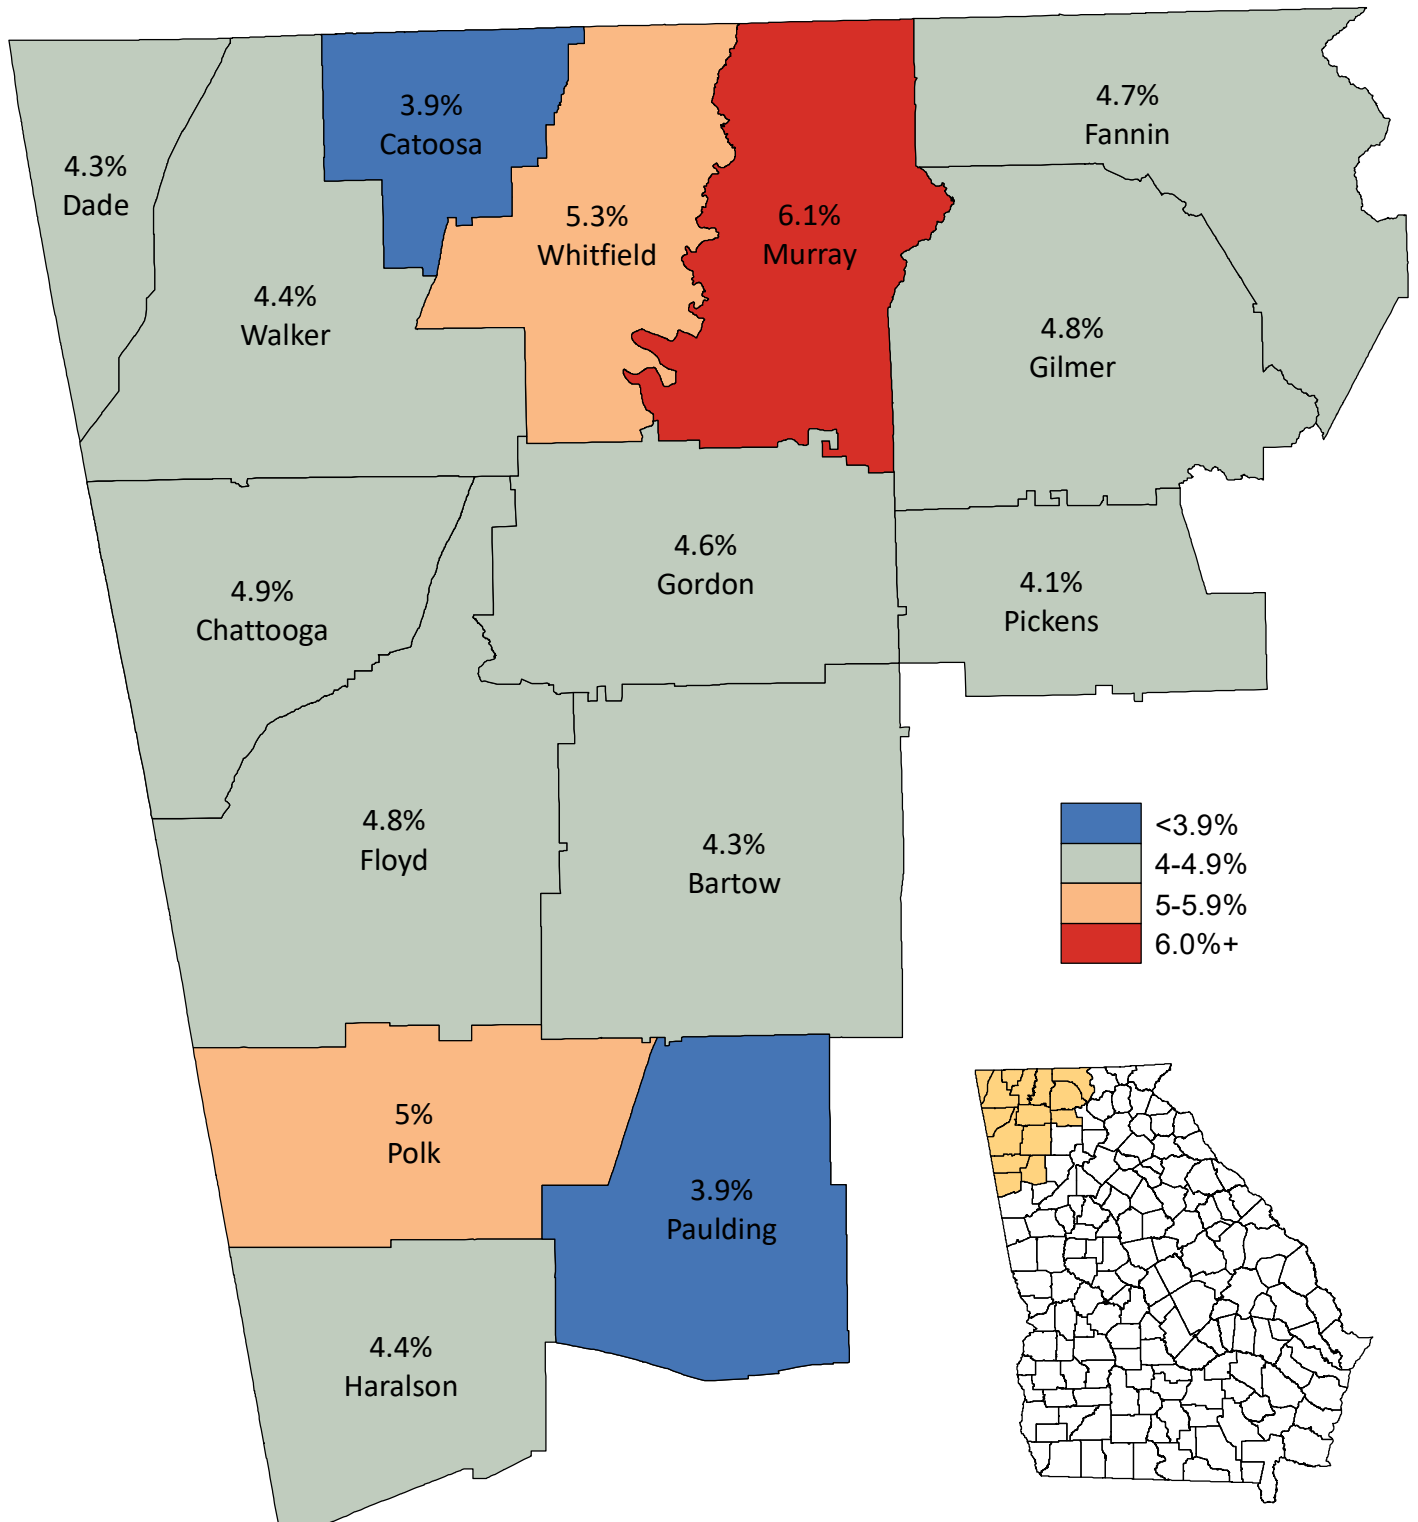 4.7%
Fannin
3.9%
Catoosa
4.3%
Dade
5.3%
Whitfield
6.1%
Murray
4.4%
Walker
4.8%
Gilmer
4.6%
Gordon
4.1%
Pickens
4.9%
Chattooga
4.8%
Floyd
4.3%
Bartow
<3.9%
4-4.9%
5-5.9%
6.0%+
5%
Polk
3.9%
Paulding
4.4%
Haralson